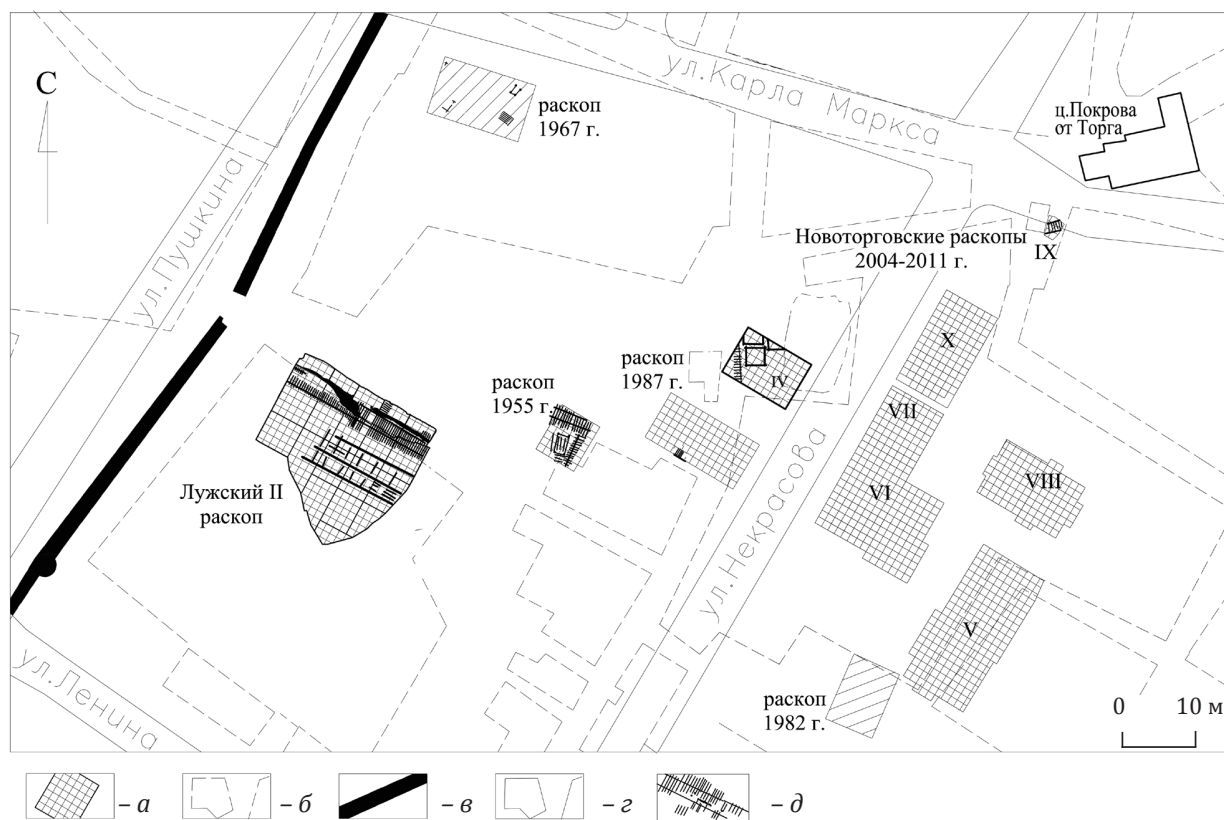 С
ул.Пушкина
раскоп
1967 г.
ул.Карла Маркса
ц.Покрова
от Торга
Новоторговские раскопы
2004-2011 г.
IX
X
раскоп
1987 г.
IV
раскоп
1955 г.
VII
VI
VIII
Лужский II
раскоп
ул.Некрасова
V
ул.Ленина
раскоп
1982 г.
0 10 м
– а – б – в – г – д